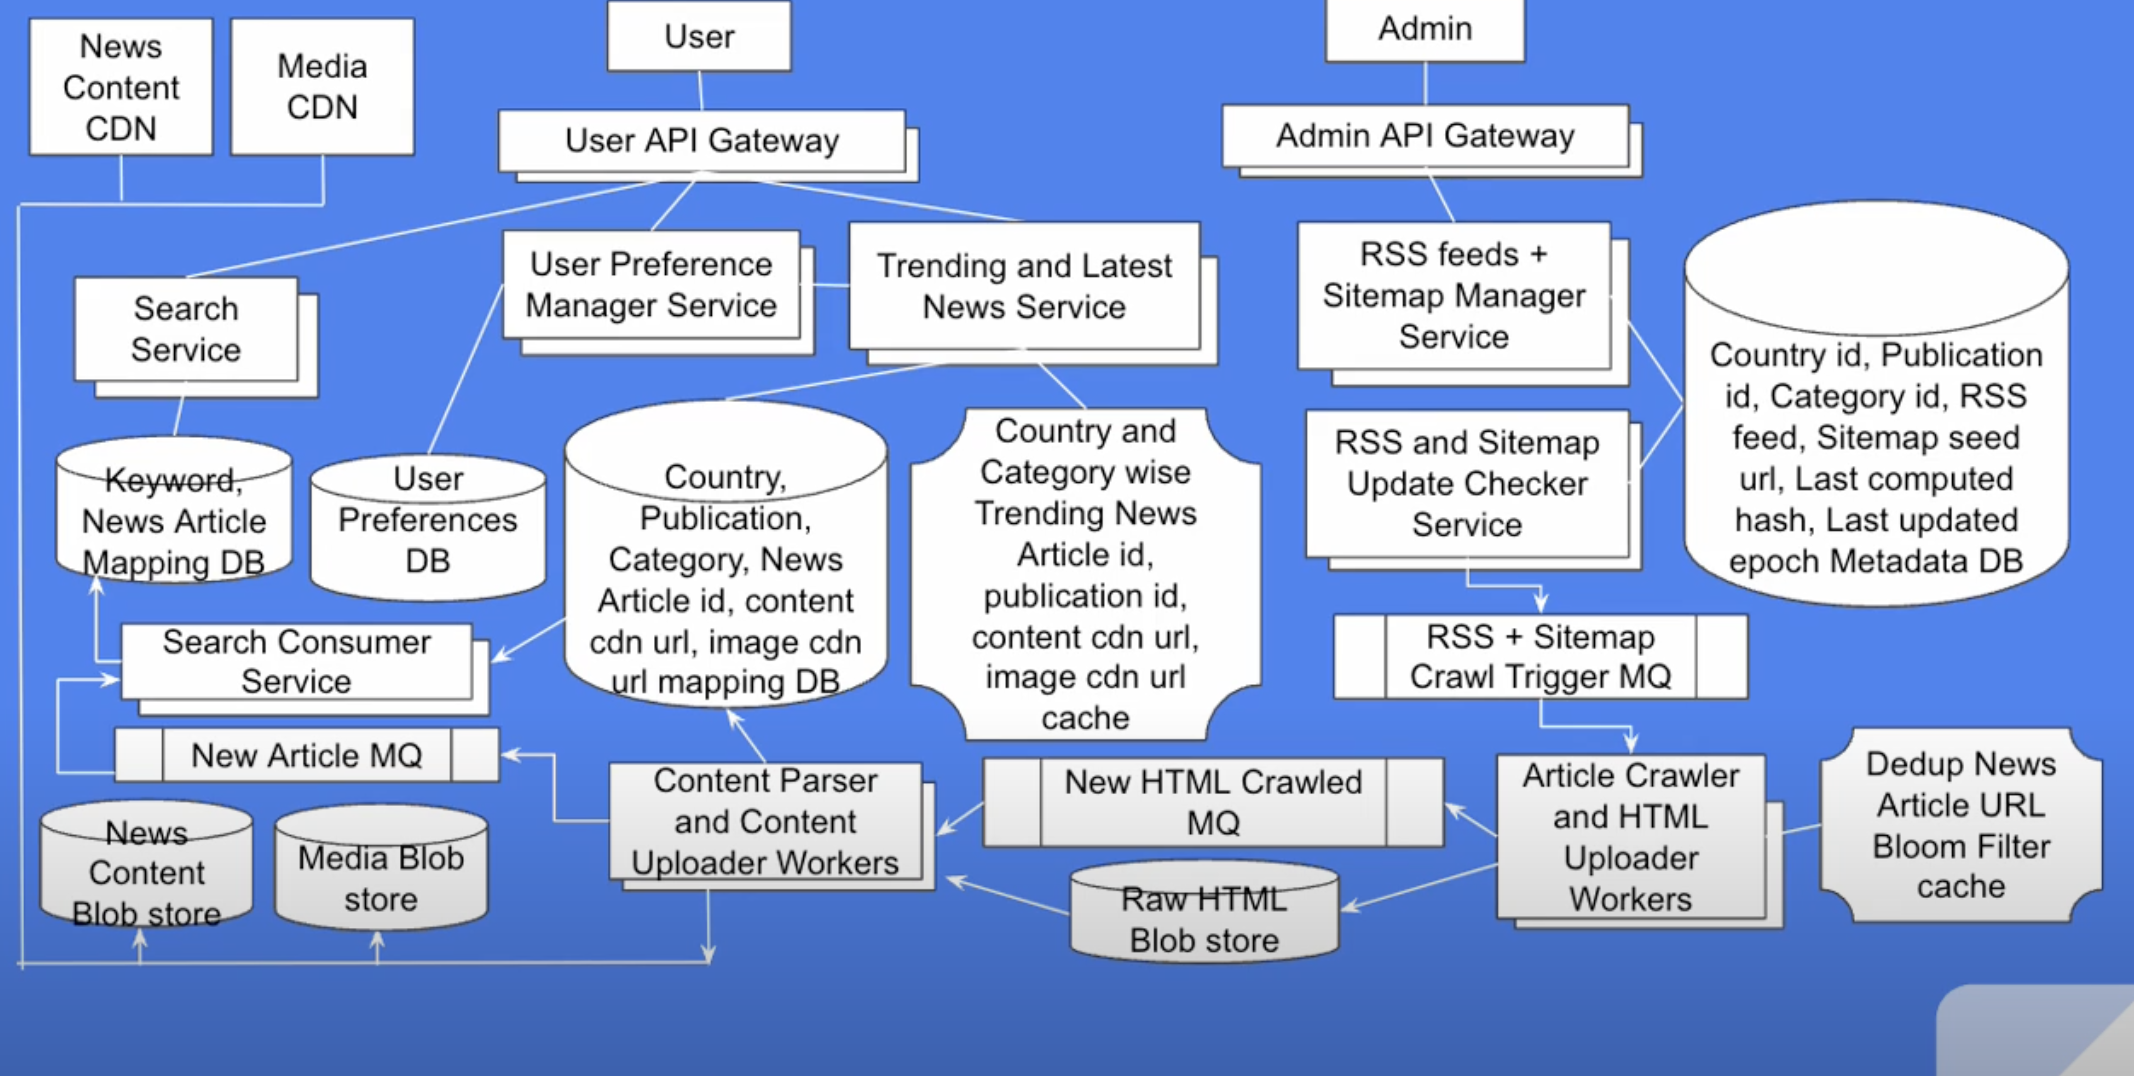 News
Content
CDN
Media
CDN
User
Admin
User API Gateway
Admin API Gateway
Search
Service
User Preference
Manager Service
Trending and Latest
News Service
RSS feeds +
Sitemap Manager
Service
Country id, Publication
id, Category id, RSS
feed, Sitemap seed
url, Last computed
hash, Last updated
epoch Metadata DB
Keyword,
News Article
Mapping DB
User
Preferences
DB
Country,
Publication,
Category, News
Article id, content
cdn url, image cdn
url mapping DB
Country and
Category wise
Trending News
Article id,
publication id,
content cdn url,
image cdn url
cache
RSS and Sitemap
Update Checker
Service
Search Consumer
Service
RSS + Sitemap
Crawl Trigger MQ
New Article MQ
Content Parser
and Content
Uploader Workers
New HTML Crawled
MQ
Article Crawler
and HTML
Uploader
Workers
Dedup News
Article URL
Bloom Filter
cache
News
Content
Blob store
Media Blob
store
Raw HTML
Blob store